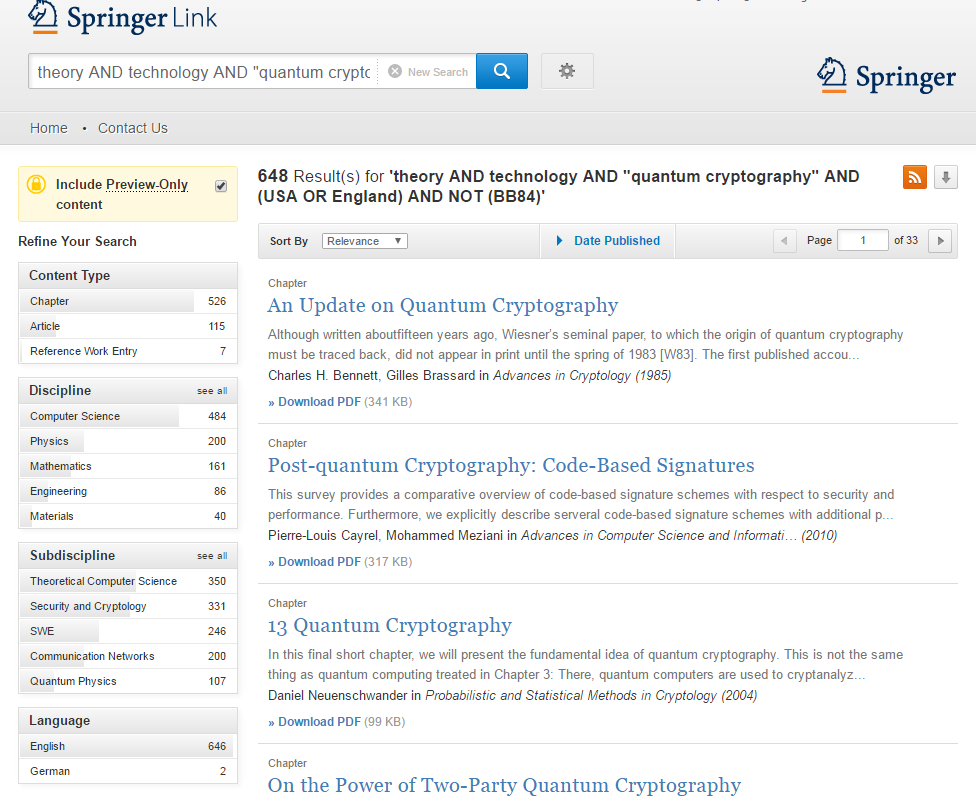 Springer Link
theory AND technology AND "quantum crypto
New Search
Springer
Home • Contact Us
Include Preview-Only
content
Refine Your Search
Content Type
Chapter 526
Article 115
Reference Work Entry 7
Discipline see all
Computer Science 484
Physics 200
Mathematics 161
Engineering 86
Materials 40
Subdiscipline see all
Theoretical Computer Science 350
Security and Cryptology 331
SWE 246
Communication Networks 200
Quantum Physics 107
Language
English 646
German 2
648 Result(s) for 'theory AND technology AND "quantum cryptography" AND
(USA OR England) AND NOT (BB84)'
Sort By Relevance Date Published Page 1 of 33
Chapter
An Update on Quantum Cryptography
Although written aboutfifteen years ago, Wiesner's seminal paper, to which the origin of quantum cryptography
must be traced back, did not appear in print until the spring of 1983 [W83]. The first published accou...
Charles H. Bennett, Gilles Brassard in Advances in Cryptology (1985)
» Download PDF (341 KB)
Chapter
Post-quantum Cryptography: Code-Based Signatures
This survey provides a comparative overview of code-based signature schemes with respect to security and
performance. Furthermore, we explicitly describe serveral code-based signature schemes with additional p...
Pierre-Louis Cayrel, Mohammed Meziani in Advances in Computer Science and Informati... (2010)
» Download PDF (317 KB)
Chapter
13 Quantum Cryptography
In this final short chapter, we will present the fundamental idea of quantum cryptography. This is not the same
thing as quantum computing treated in Chapter 3: There, quantum computers are used to cryptanalyz...
Daniel Neuenschwander in Probabilistic and Statistical Methods in Cryptology (2004)
» Download PDF (99 KB)
Chapter
On the Power of Two-Party Quantum Cryptography